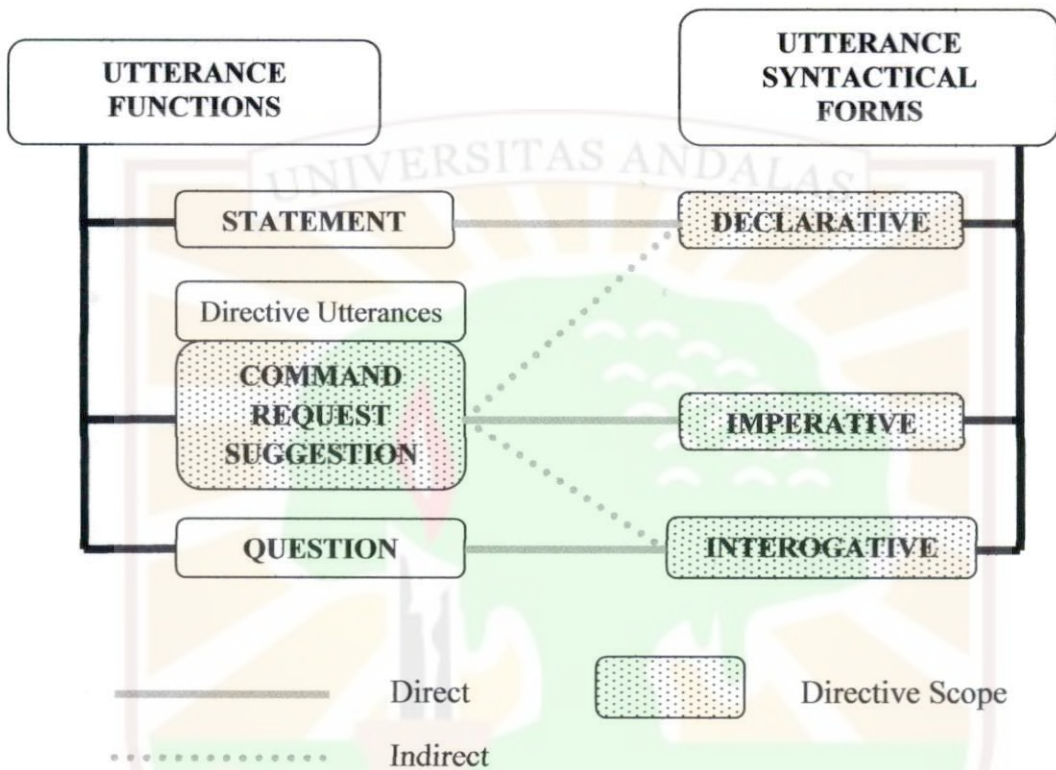 UTTERANCE
FUNCTIONS
UTTERANCE
SYNTACTICAL
FORMS
UNIVERSITAS ANDALAS
STATEMENT
DECLARATIVE
Directive Utterances
COMMAND
REQUEST
SUGGESTION
IMPERATIVE
QUESTION
INTEROGATIVE
Direct
Directive Scope
Indirect